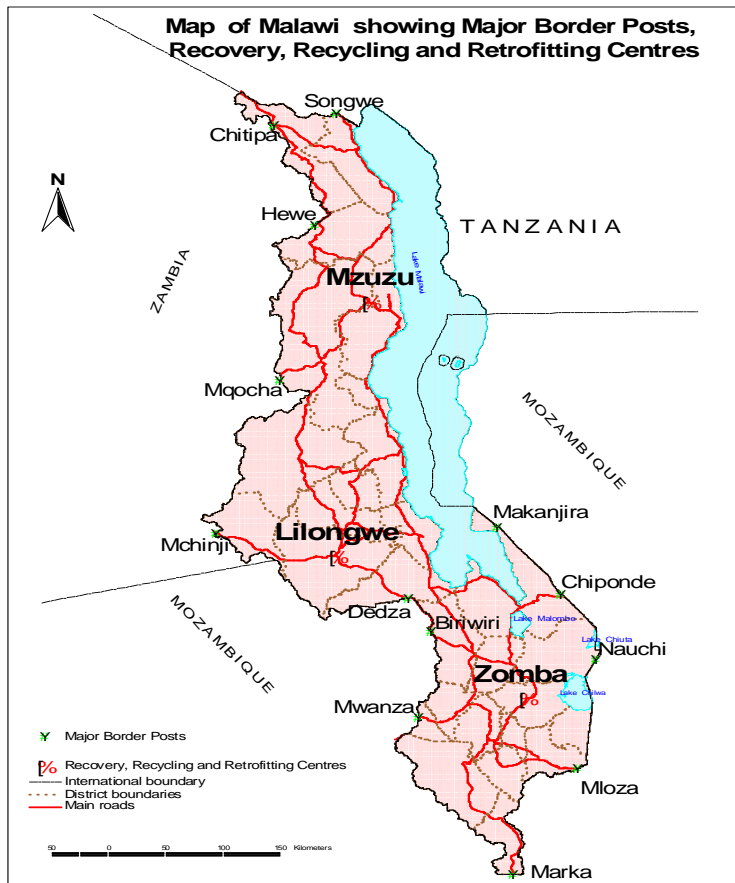 Map of Malawi showing Major Border Posts,
Recovery, Recycling and Retrofitting Centres
Songwe
Chitipa
N
Hewe
TANZANIA
ZAMBIA
Lake Malawi
Mzuzu
Mqocha
MOZAMBIQUE
Makanjira
Lilongwe
Mchinji
Chiponde
Dedza
MOZAMBIQUE
Biriwiri
Lake Malombe
Lake Chiuta
Nauchi
Zomba
Lake Chilwa
Mwanza
Major Border Posts
Recovery, Recycling and Retrofitting Centres
International boundary
District boundaries
Main roads
Mloza
50 0 50 100 150 Kilometers
Marka